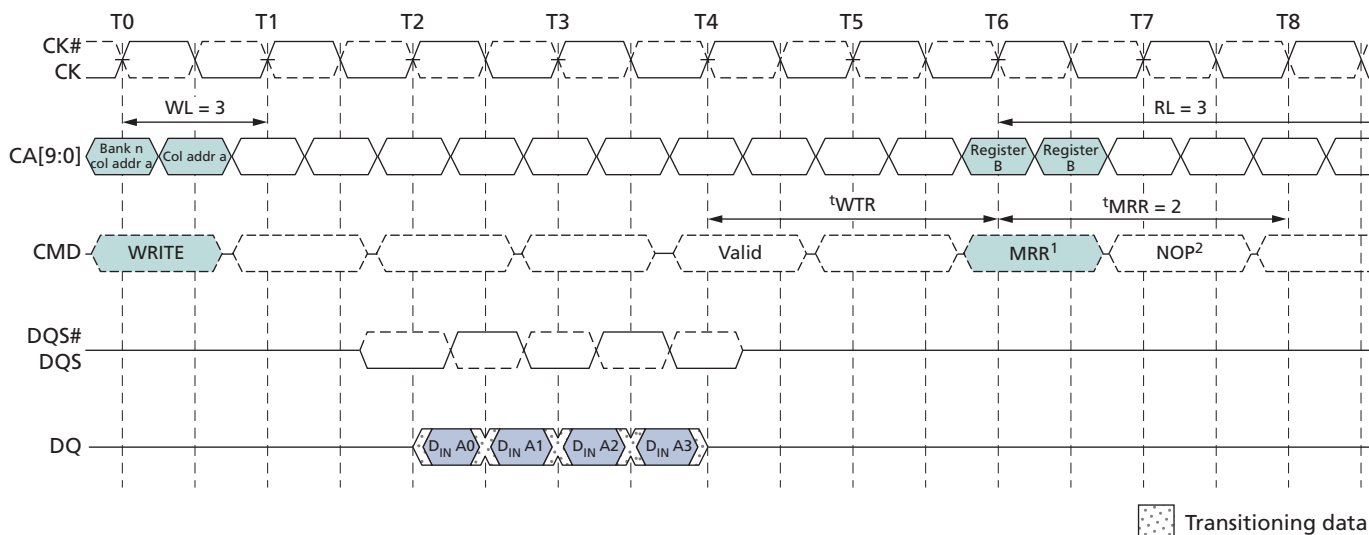 T0 T1 T2 T3 T4 T5 T6 T7 T8
CK#
CK
WL = 3 RL = 3
CA[9:0] Bank n col addr a Col addr a Register B Register B
tWTR tMRR = 2
CMD WRITE Valid MRR1 NOP2
DQS#
DQS
DQ DIN A0 DIN A1 DIN A2 DIN A3
Transitioning data